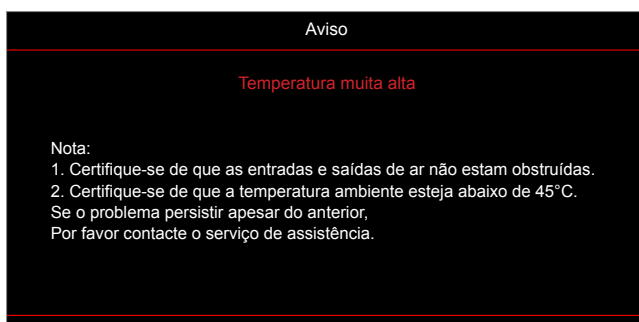 Aviso
Temperatura muita alta
Nota:
1. Certifique-se de que as entradas e saídas de ar não estam obstruídas.
2. Certifique-se de que a temperatura ambiente esteja abaixo de 45°C.
Se o problema persistir apesar do anterior,
Por favor contacte o serviço de assistência.